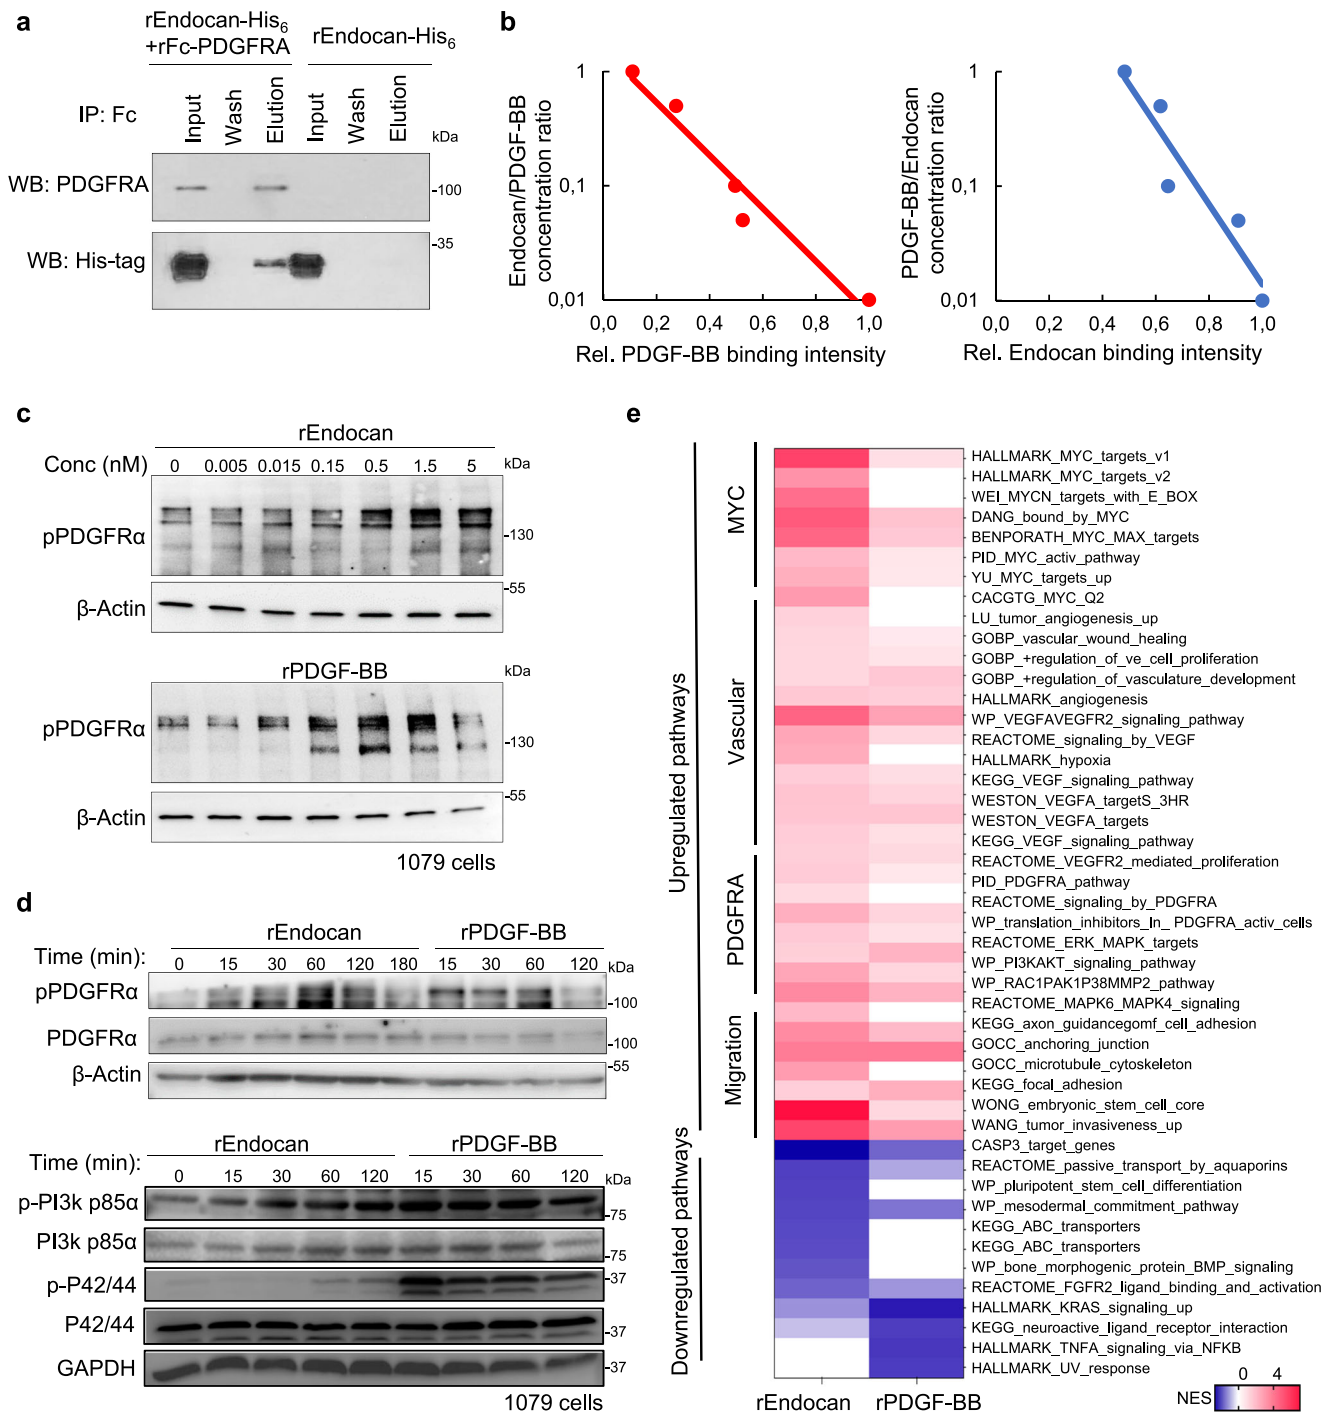 a
rEndocan-His6
+rFc-PDGFRA
rEndocan-His6
IP: Fc
Input
Wash
Elution
Input
Wash
Elution
kDa
WB: PDGFRA
-100
WB: His-tag
-35
b
Endocan/PDGF-BB
concentration ratio
1
0,1
0,01
0,0 0,2 0,4 0,6 0,8 1,0
Rel. PDGF-BB binding intensity
PDGF-BB/Endocan
concentration ratio
1
0,1
0,01
0,0 0,2 0,4 0,6 0,8 1,0
Rel. Endocan binding intensity
c
rEndocan
Conc (nM) 0 0.005 0.015 0.15 0.5 1.5 5 kDa
pPDGFRα
-130
β-Actin
-55
rPDGF-BB
kDa
pPDGFRα
-130
β-Actin
-55
1079 cells
d
rEndocan rPDGF-BB
Time (min): 0 15 30 60 120 180 15 30 60 120 kDa
pPDGFRα
-100
PDGFRα
-100
β-Actin
-55
rEndocan rPDGF-BB
Time (min): 0 15 30 60 120 15 30 60 120 kDa
p-PI3k p85α
-75
PI3k p85α
-75
p-P42/44
-37
P42/44
-37
GAPDH
-37
1079 cells
e
Upregulated pathways
Downregulated pathways
MYC
Vascular
PDGFRA
Migration
HALLMARK_MYC_targets_v1
HALLMARK_MYC_targets_v2
WEI_MYCN_targets_with_E_BOX
DANG_bound_by_MYC
BENPORATH_MYC_MAX_targets
PID_MYC_activ_pathway
YU_MYC_targets_up
CACGTG_MYC_Q2
LU_tumor_angiogenesis_up
GOBP_vascular_wound_healing
GOBP_+regulation_of_ve_cell_proliferation
GOBP_+regulation_of_vasculature_development
HALLMARK_angiogenesis
WP_VEGFAVEGFR2_signaling_pathway
REACTOME_signaling_by_VEGF
HALLMARK_hypoxia
KEGG_VEGF_signaling_pathway
WESTON_VEGFA_targetS_3HR
WESTON_VEGFA_targets
KEGG_VEGF_signaling_pathway
REACTOME_VEGFR2_mediated_proliferation
PID_PDGFRA_pathway
REACTOME_signaling_by_PDGFRA
WP_translation_inhibitors_In_ PDGFRA_activ_cells
REACTOME_ERK_MAPK_targets
WP_PI3KAKT_signaling_pathway
WP_RAC1PAK1P38MMP2_pathway
REACTOME_MAPK6_MAPK4_signaling
KEGG_axon_guidancegomf_cell_adhesion
GOCC_anchoring_junction
GOCC_microtubule_cytoskeleton
KEGG_focal_adhesion
WONG_embryonic_stem_cell_core
WANG_tumor_invasiveness_up
CASP3_target_genes
REACTOME_passive_transport_by_aquaporins
WP_pluripotent_stem_cell_differentiation
WP_mesodermal_commitment_pathway
KEGG_ABC_transporters
KEGG_ABC_transporters
WP_bone_morphogenic_protein_BMP_signaling
REACTOME_FGFR2_ligand_binding_and_activation
HALLMARK_KRAS_signaling_up
KEGG_neuroactive_ligand_receptor_interaction
HALLMARK_TNFA_signaling_via_NFKB
HALLMARK_UV_response
rEndocan rPDGF-BB
NES
0 4